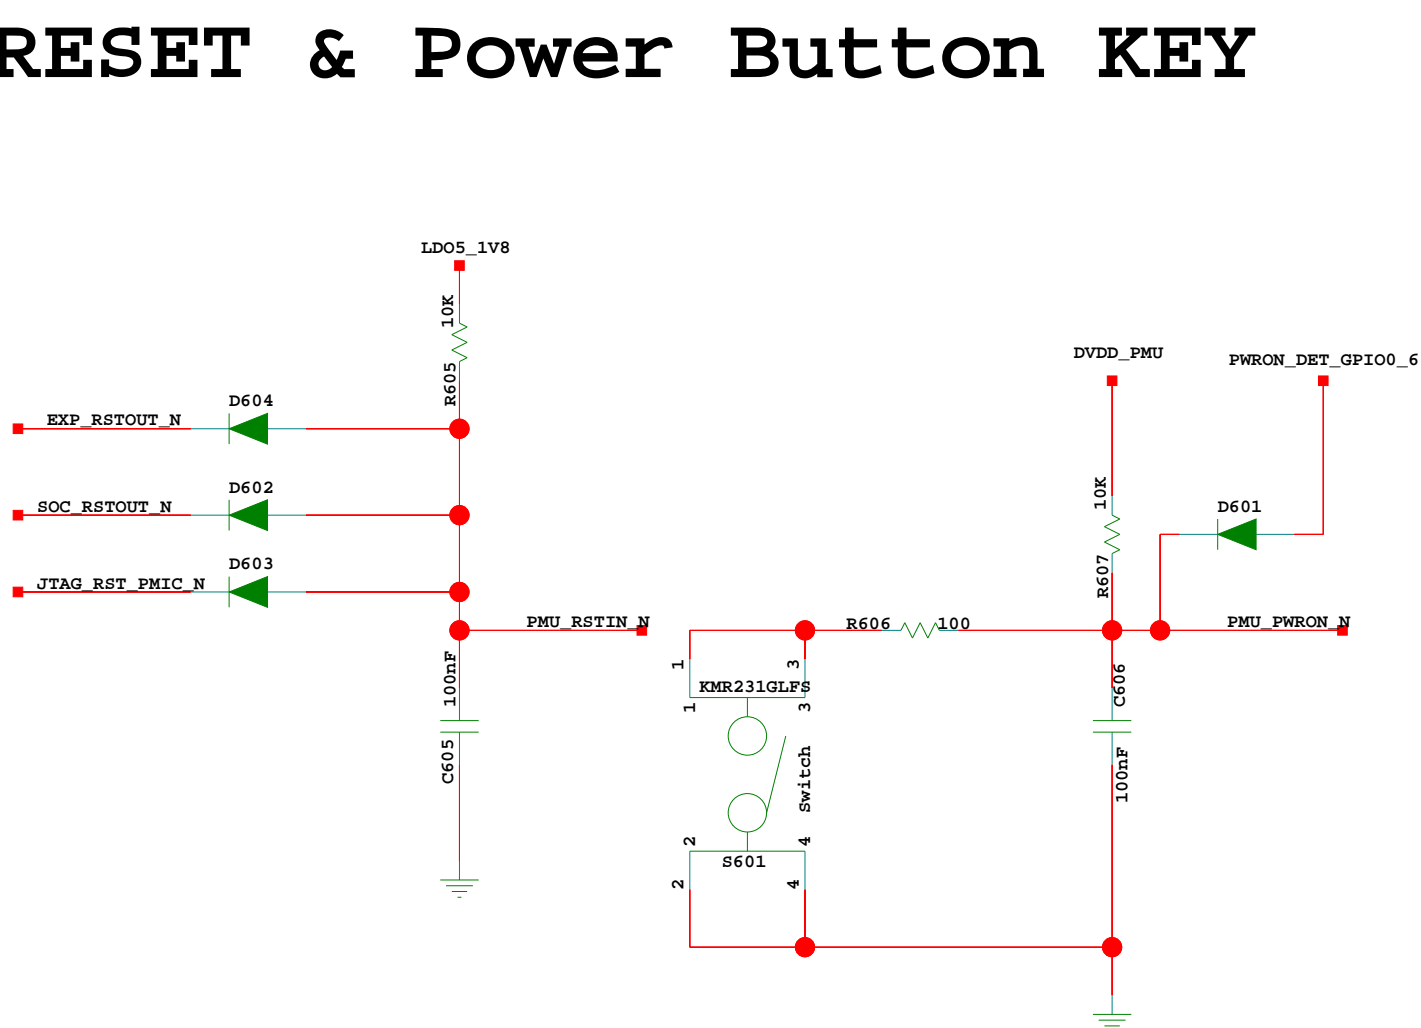 RESET & Power Button KEY
LDO5_1V8
10K
R605
DVDD_PMU
PWRON_DET_GPIO0_6
EXP_RSTOUT_N
D604
SOC_RSTOUT_N
D602
10K
R607
D601
JTAG_RST_PMIC_N
D603
PMU_RSTIN_N
R606
100
PMU_PWRON_N
100nF
C605
1
3
KMR231GLFS
1
3
Switch
C606
100nF
2
4
S601
2
4